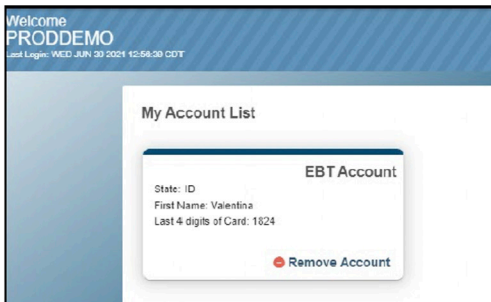 Welcome
PRODDEMO
Last Login: WED JUN 30 2021 12:56:39 CDT
My Account List
EBT Account
State: ID
First Name: Valentina
Last 4 digits of Card: 1824
Remove Account